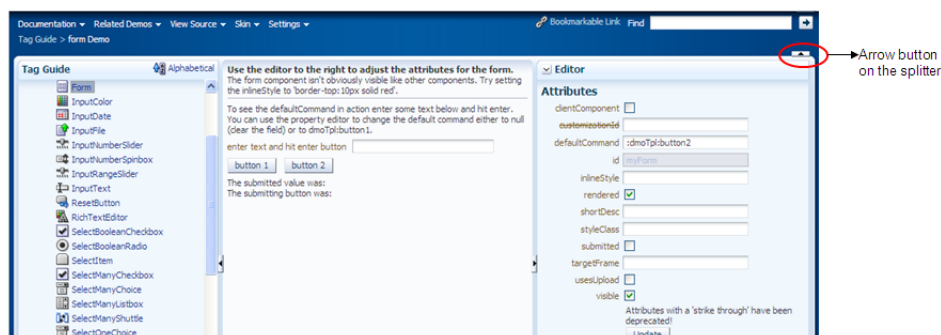 Documentation Related Demos View Source Skin Settings Bookmarkable Link Find
Tag Guide > form Demo
Arrow button
on the splitter
Tag Guide Alphabetical
Form
InputColor
InputDate
InputFile
InputNumberSlider
InputNumberSpinbox
InputRangeSlider
InputText
ResetButton
RichTextEditor
SelectBooleanCheckbox
SelectBooleanRadio
SelectItem
SelectManyCheckbox
SelectManyChoice
SelectManyListbox
SelectManyShuttle
SelectOneChoice
Use the editor to the right to adjust the attributes for the form.
The form component isn't obviously visible like other components. Try setting
the inlineStyle to 'border-top:10px solid red'.
To see the defaultCommand in action enter some text below and hit enter.
You can use the property editor to change the default command either to null
(clear the field) or to dmoTpl:button1.
enter text and hit enter button
button 1 button 2
The submitted value was:
The submitting button was:
Editor
Attributes
clientComponent
customizationId
defaultCommand :dmoTpl:button2
id myForm
inlineStyle
rendered
shortDesc
styleClass
submitted
targetFrame
usesUpload
visible
Attributes with a 'strike through' have been
deprecated!
Update